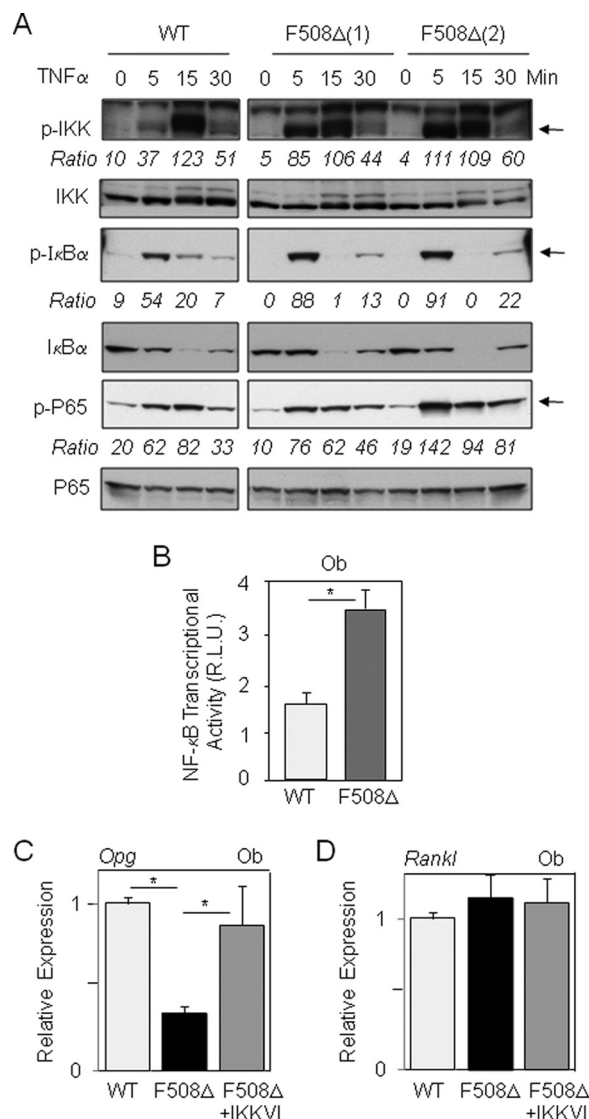 A
WT F508Δ(1) F508Δ(2)
TNFα 0 5 15 30 0 5 15 30 0 5 15 30 Min
p-IKK
Ratio 10 37 123 51 5 85 106 44 4 111 109 60
IKK
p-IκBα
Ratio 9 54 20 7 0 88 1 13 0 91 0 22
IκBα
p-P65
Ratio 20 62 82 33 10 76 62 46 19 142 94 81
P65
B
Ob
NF-κB Transcriptional
Activity (R.L.U.)
4
*
3
2
1
0
WT F508Δ
C
Opg Ob
Relative Expression
* *
1
0
WT F508Δ F508Δ
+IKKVI
D
Rankl Ob
Relative Expression
1
0
WT F508Δ F508Δ
+IKKVI